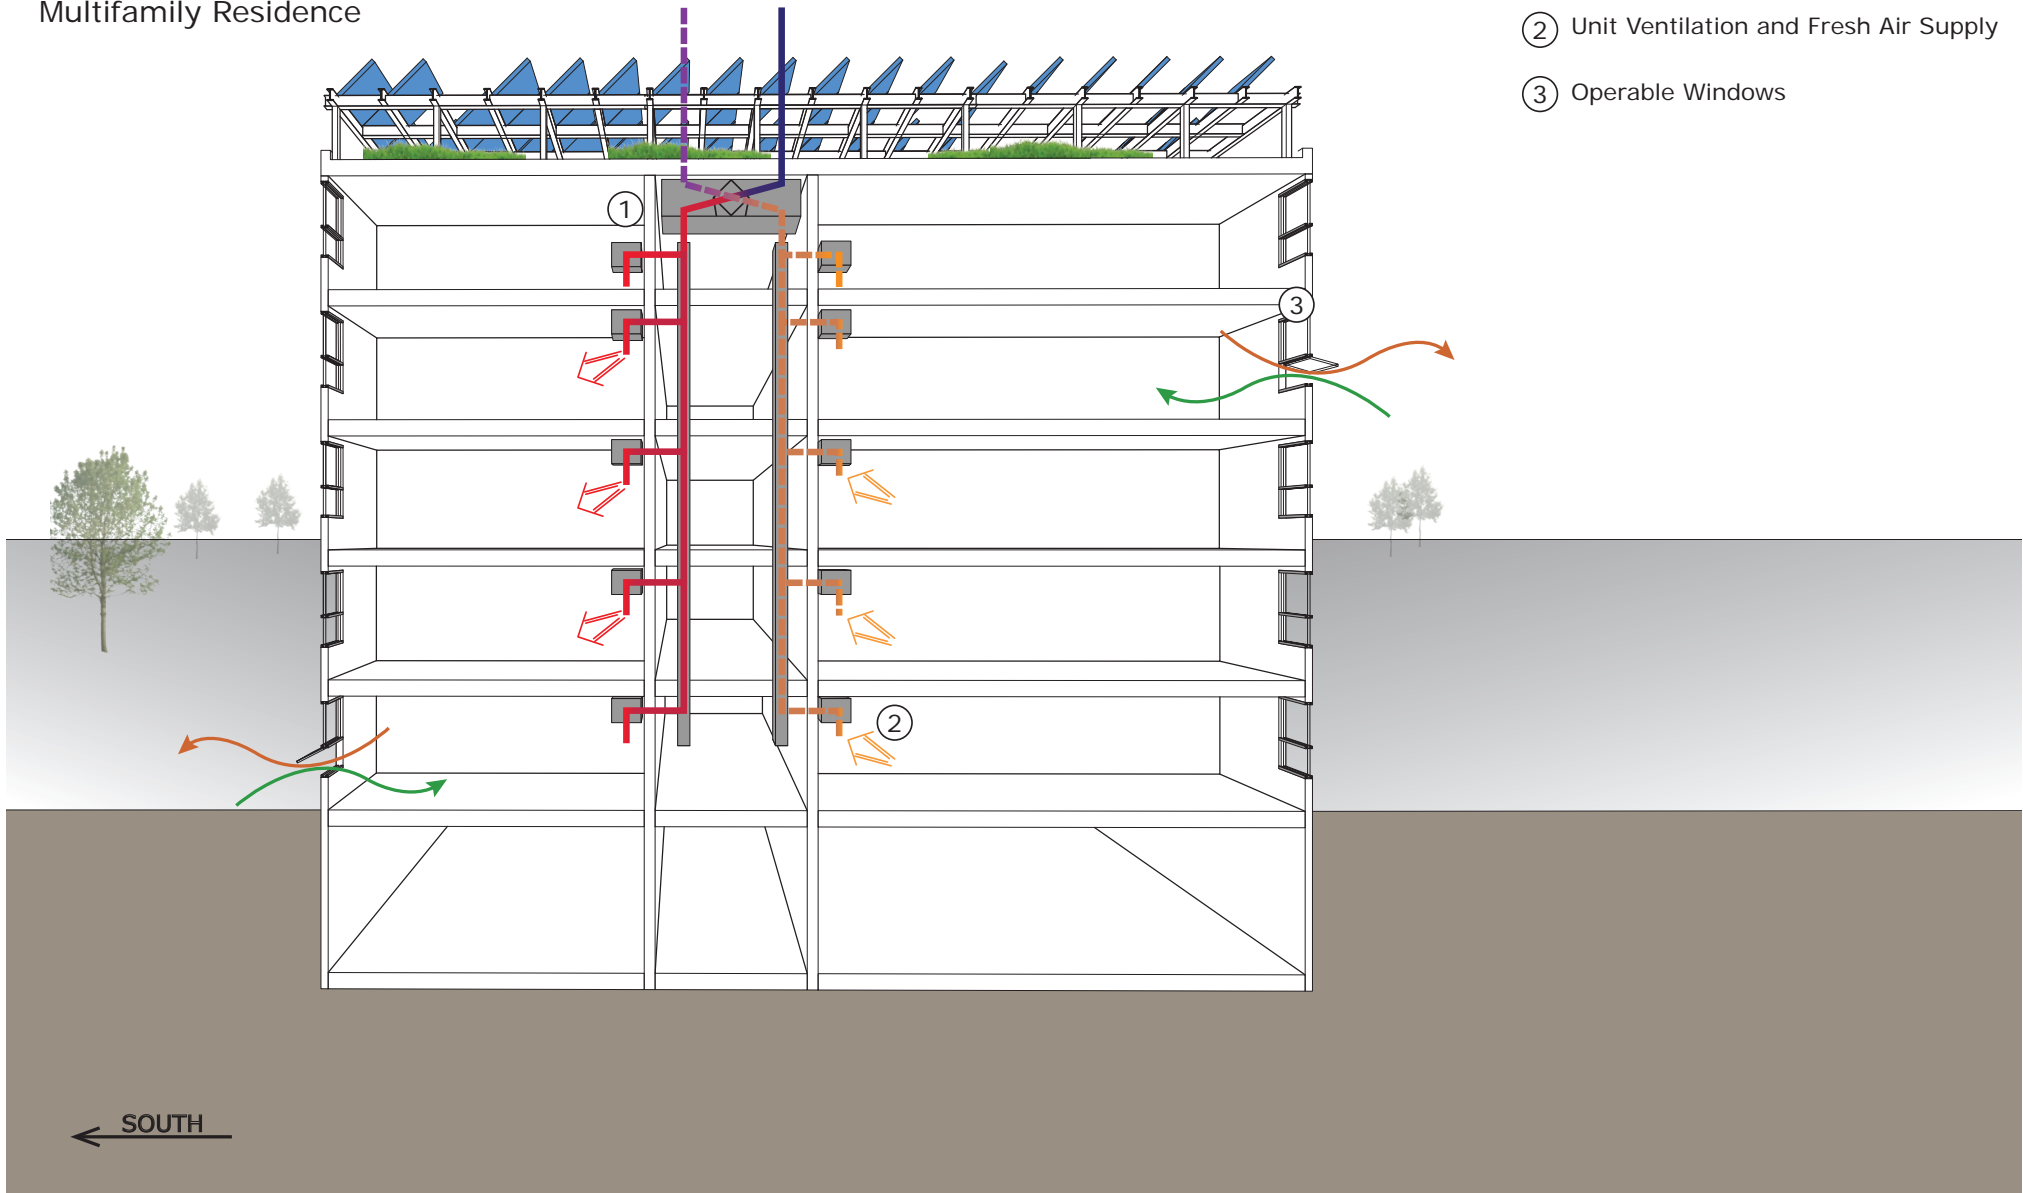 Multifamily Residence
2 Unit Ventilation and Fresh Air Supply
3 Operable Windows
1
3
2
SOUTH